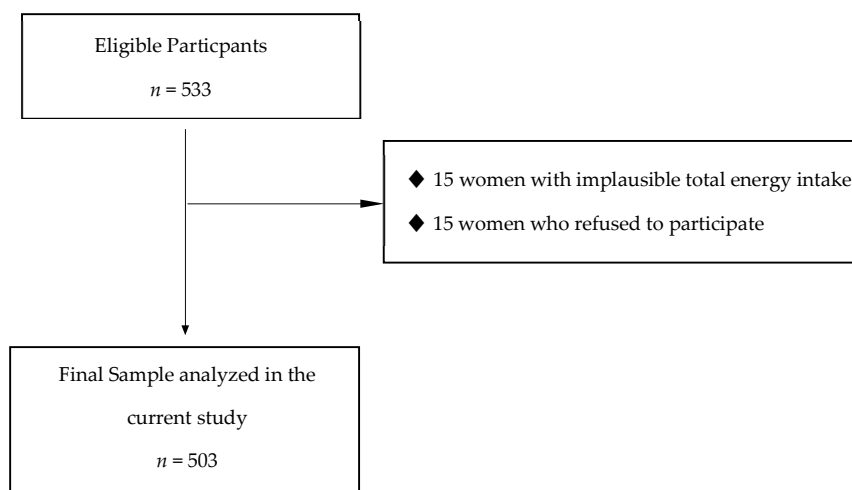 Eligible Particpants
n = 533
◆ 15 women with implausible total energy intake
◆ 15 women who refused to participate
Final Sample analyzed in the
current study
n = 503